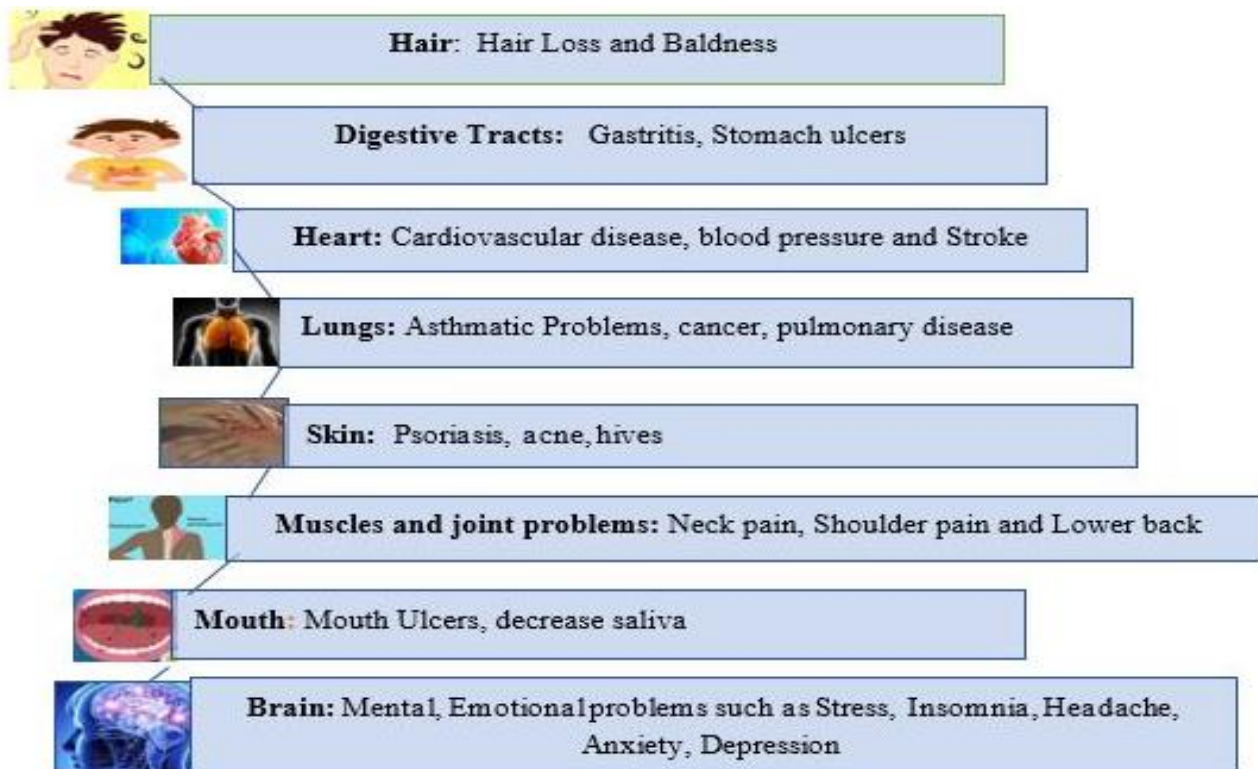 Hair: Hair Loss and Baldness
Digestive Tracts: Gastritis, Stomach ulcers
Heart: Cardiovascular disease, blood pressure and Stroke
Lungs: Asthmatic Problems, cancer, pulmonary disease
Skin: Psoriasis, acne, hives
Muscles and joint problems: Neck pain, Shoulder pain and Lower back
Mouth: Mouth Ulcers, decrease saliva
Brain: Mental, Emotional problems such as Stress, Insomnia, Headache,
Anxiety, Depression